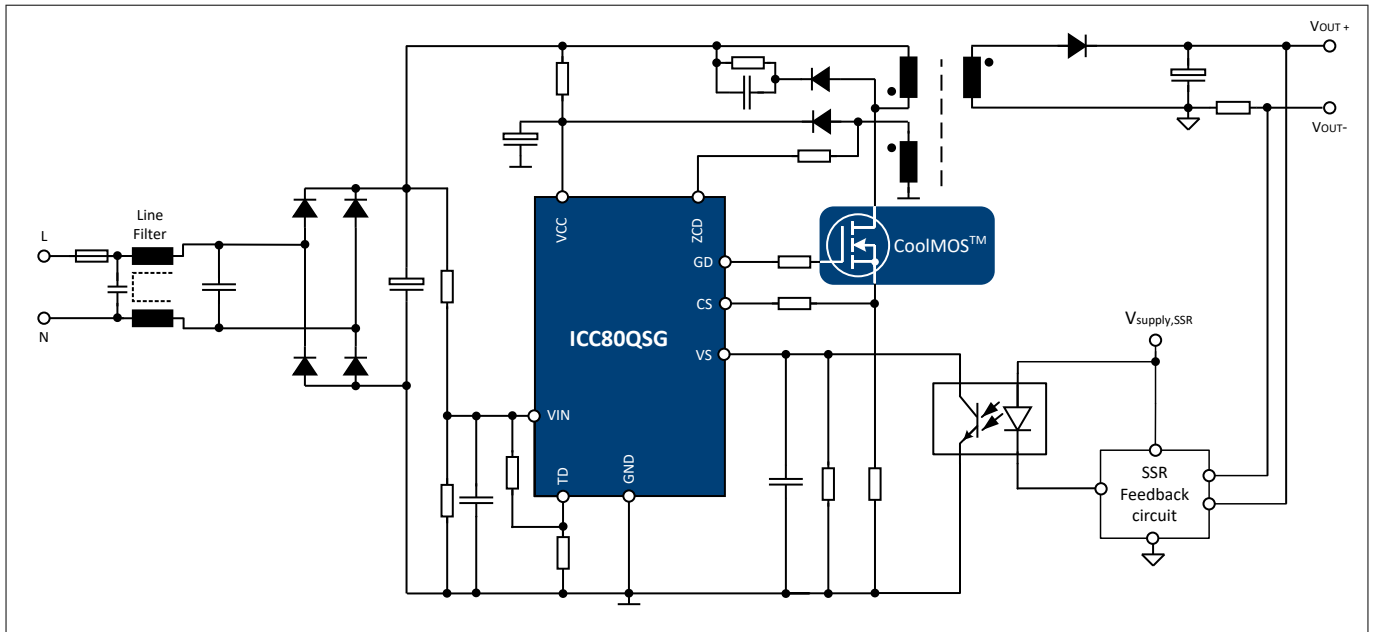 VOUT +
VOUT-
Line
Filter
L
N
VCC
ZCD
GD
CoolMOS™
CS
ICC80QSG
VS
Vsupply,SSR
VIN
TD
GND
SSR
Feedback
circuit